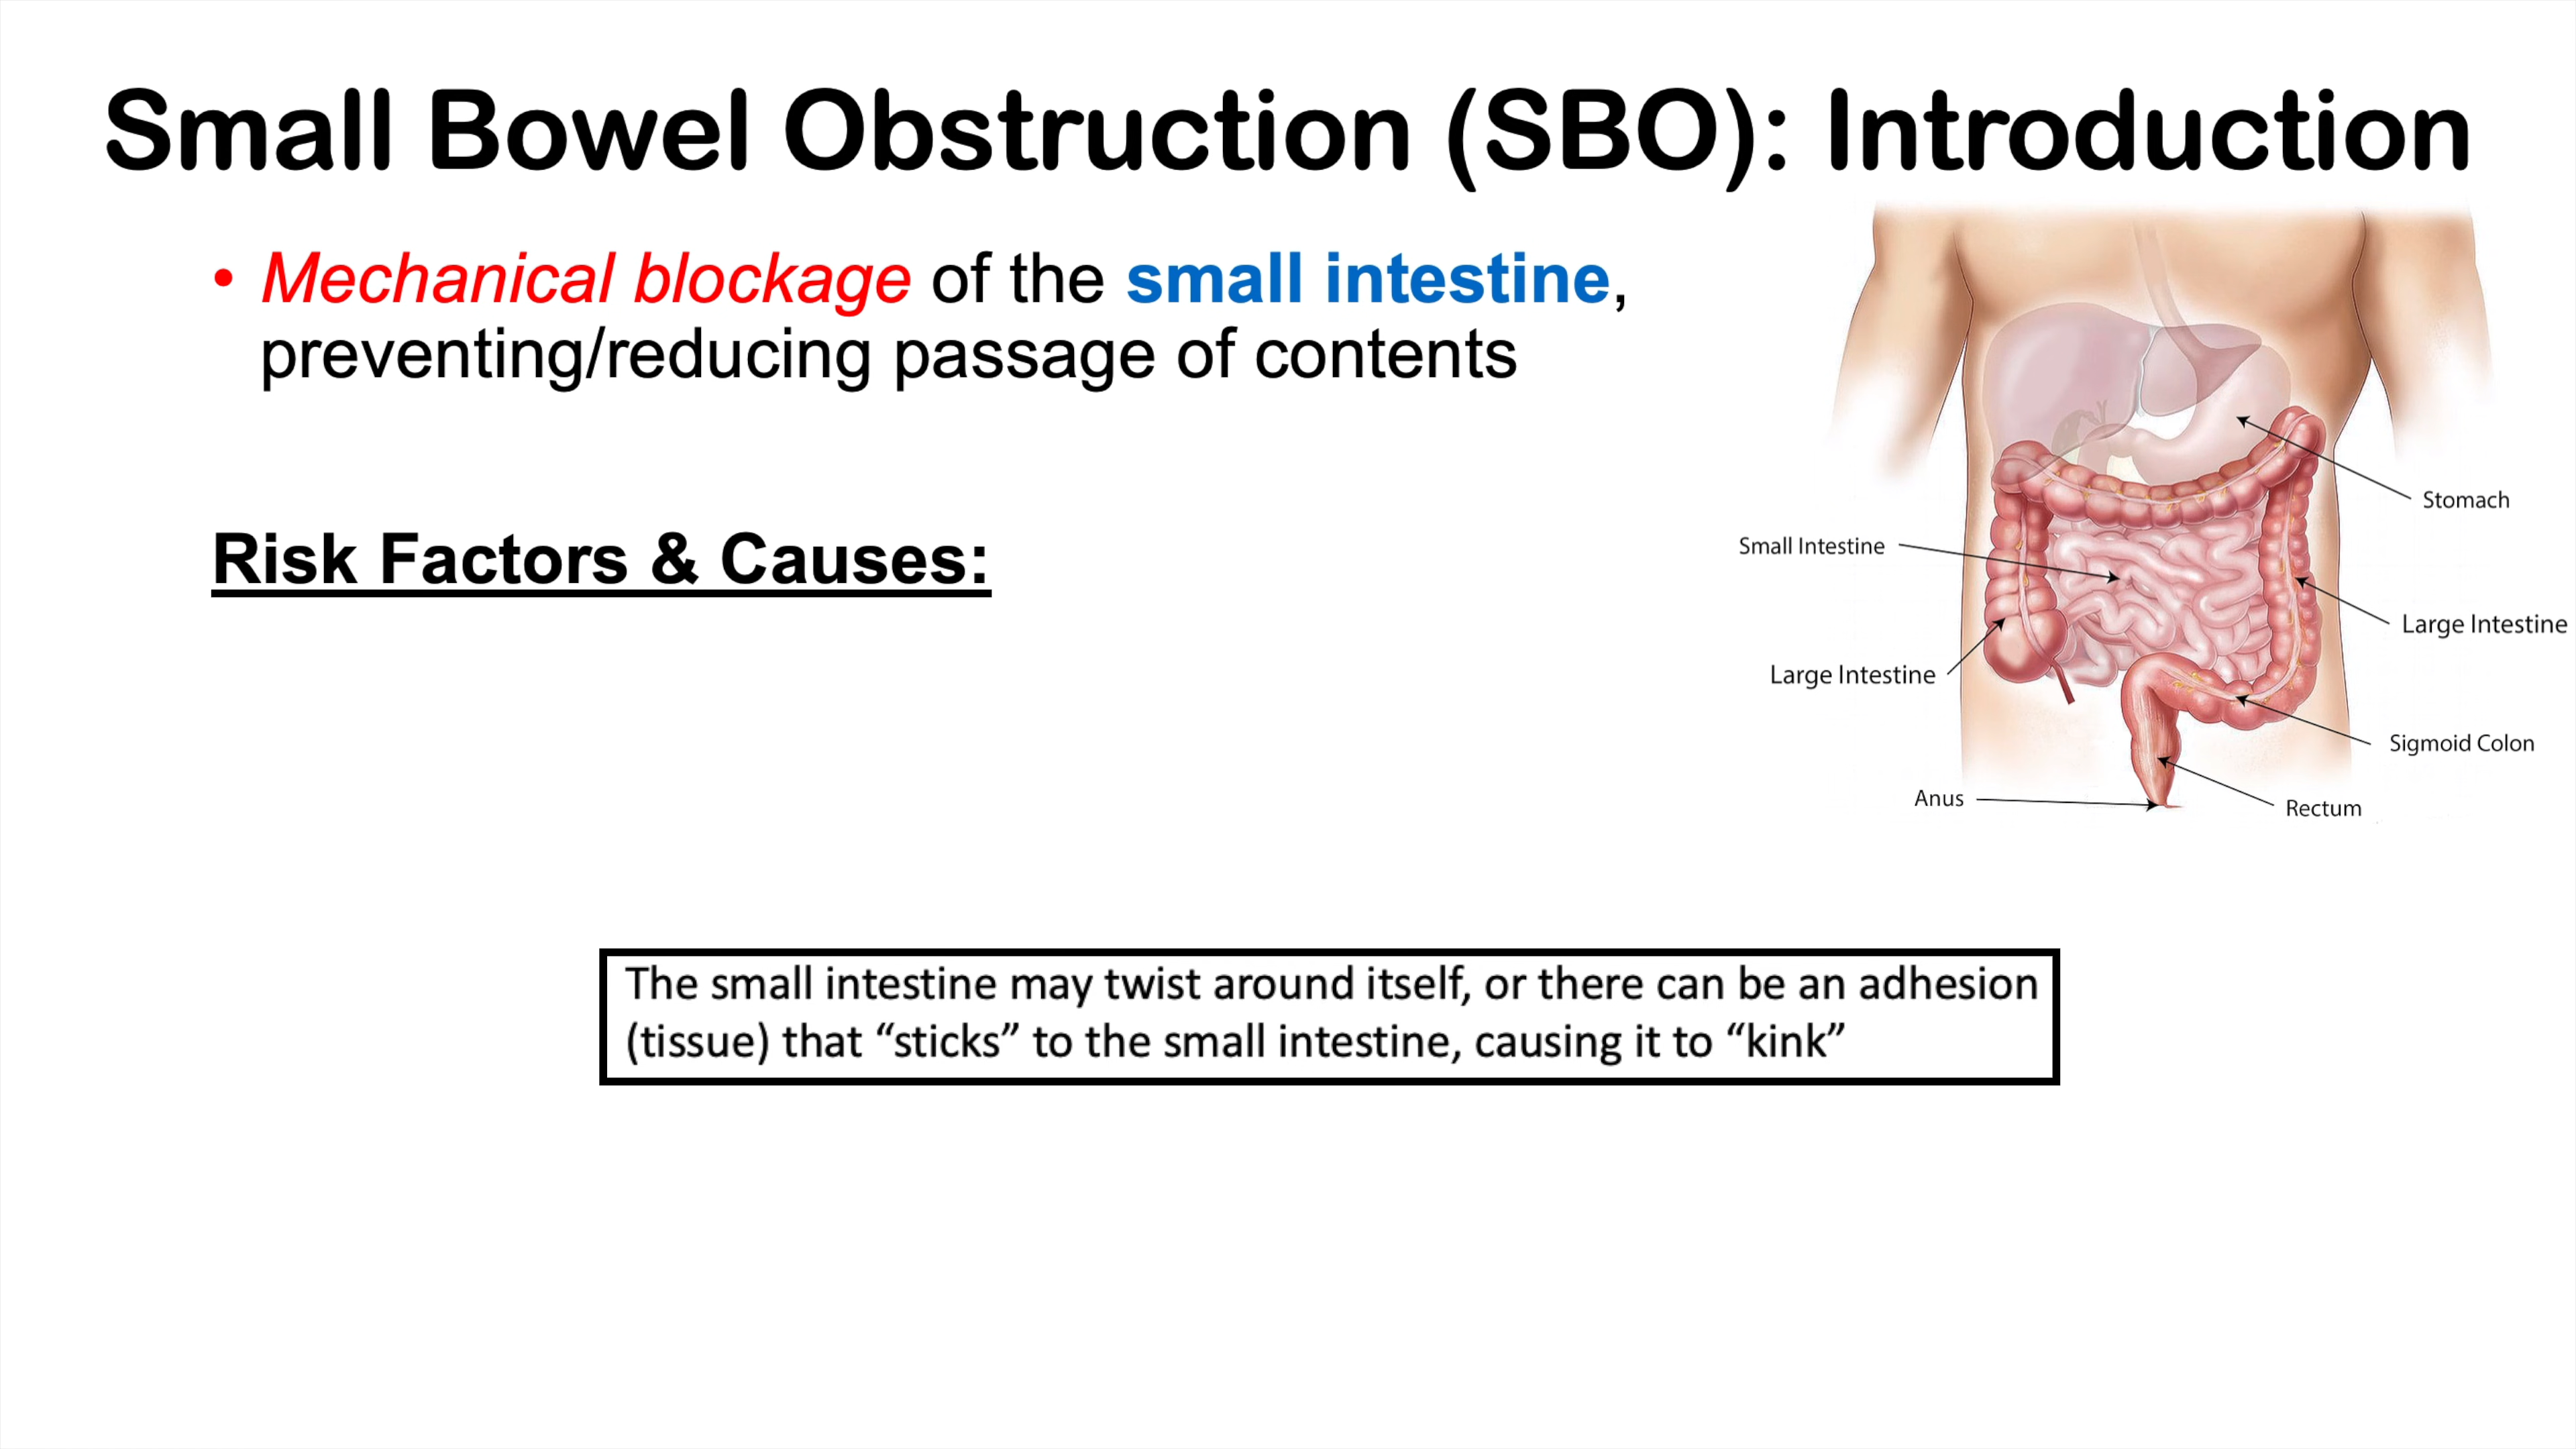 Small Bowel Obstruction (SBO): Introduction
• Mechanical blockage of the small intestine,
preventing/reducing passage of contents
Risk Factors & Causes:
Stomach
Small Intestine
Large Intestine
Large Intestine
Sigmoid Colon
Anus
Rectum
The small intestine may twist around itself, or there can be an adhesion
(tissue) that “sticks” to the small intestine, causing it to “kink”